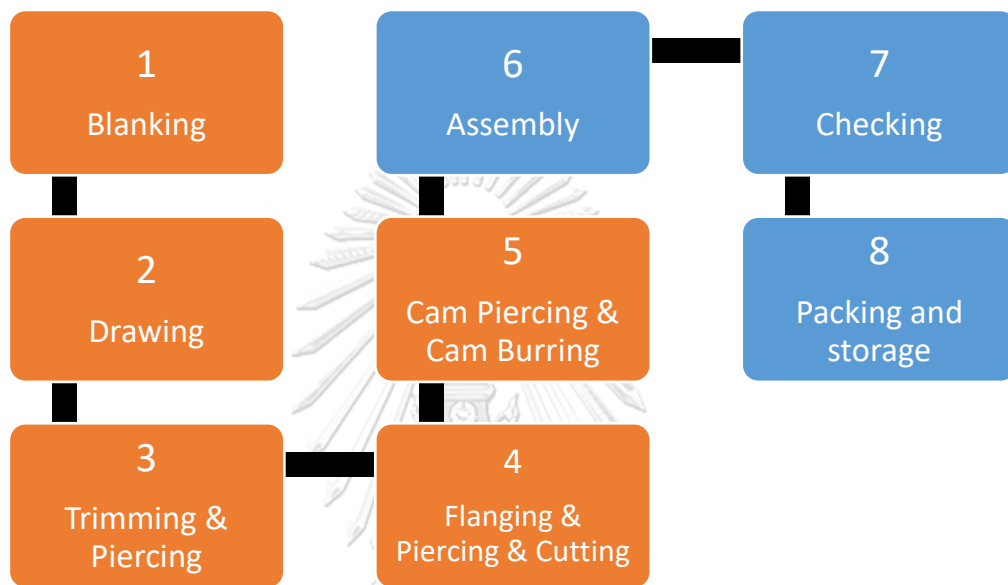 1
Blanking
2
Drawing
3
Trimming &
Piercing
4
Flanging &
Piercing & Cutting
5
Cam Piercing &
Cam Burring
6
Assembly
7
Checking
8
Packing and
storage